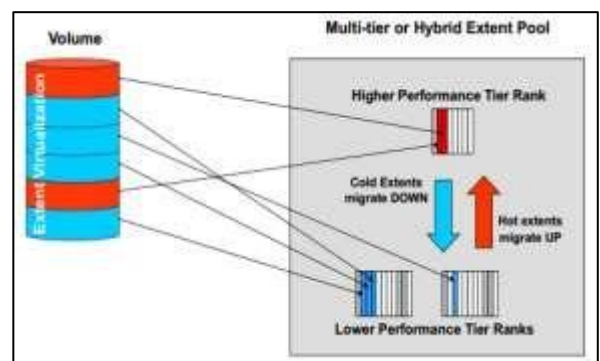 Volume
Multi-tier or Hybrid Extent Pool
Extent Virtualization
Higher Performance Tier Rank
Cold Extents
migrate DOWN
Hot extents
migrate UP
Lower Performance Tier Ranks